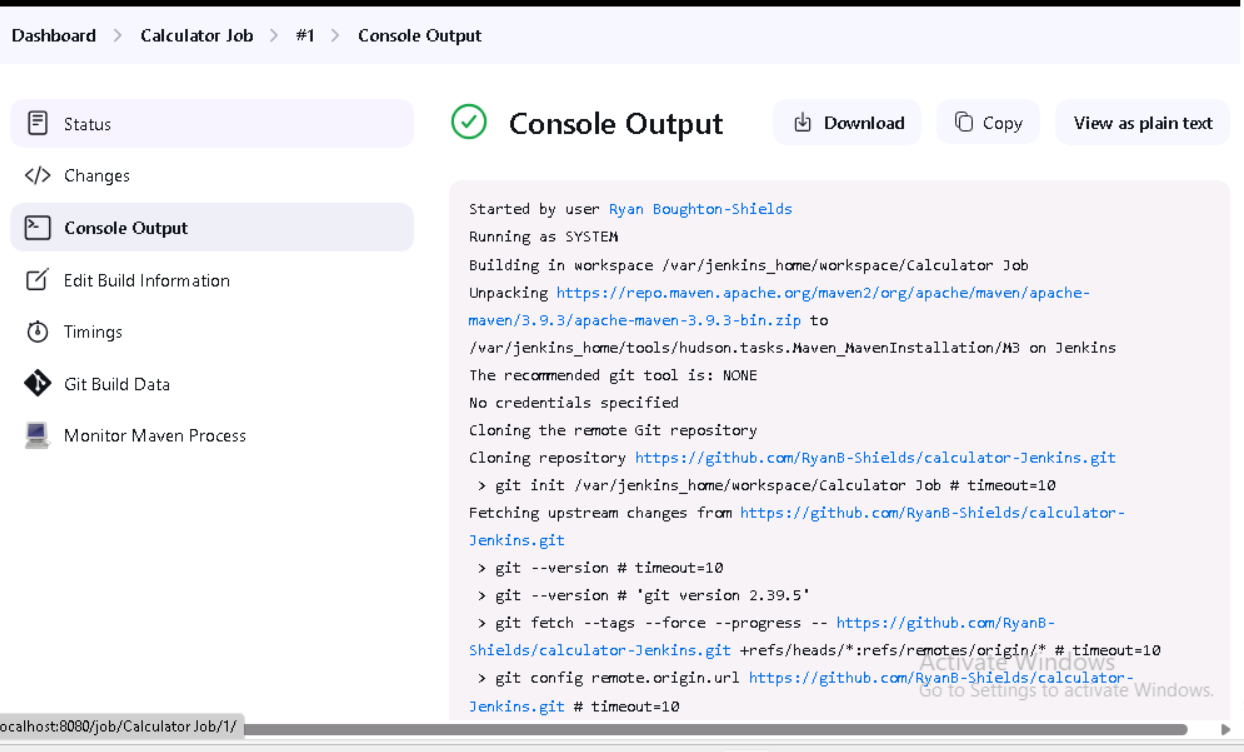 Dashboard > Calculator Job > #1 > Console Output
Status
Changes
Console Output
Edit Build Information
Timings
Git Build Data
Monitor Maven Process
Console Output
Download
Copy
View as plain text
Started by user Ryan Boughton-Shields
Running as SYSTEM
Building in workspace /var/jenkins_home/workspace/Calculator Job
Unpacking https://repo.maven.apache.org/maven2/org/apache/maven/apache-
maven/3.9.3/apache-maven-3.9.3-bin.zip to
/var/jenkins_home/tools/hudson.tasks.Maven_MavenInstallation/M3 on Jenkins
The recommended git tool is: NONE
No credentials specified
Cloning the remote Git repository
Cloning repository https://github.com/RyanB-Shields/calculator-Jenkins.git
> git init /var/jenkins_home/workspace/Calculator Job # timeout=10
Fetching upstream changes from https://github.com/RyanB-Shields/calculator-
Jenkins.git
> git --version # timeout=10
> git --version # 'git version 2.39.5'
> git fetch --tags --force --progress -- https://github.com/RyanB-
Shields/calculator-Jenkins.git +refs/heads/*:refs/remotes/origin/* # timeout=10
> git config remote.origin.url https://github.com/RyanB-Shields/calculator-
Jenkins.git # timeout=10
Activate Windows
Go to Settings to activate Windows.
ocalhost:8080/job/Calculator Job/1/